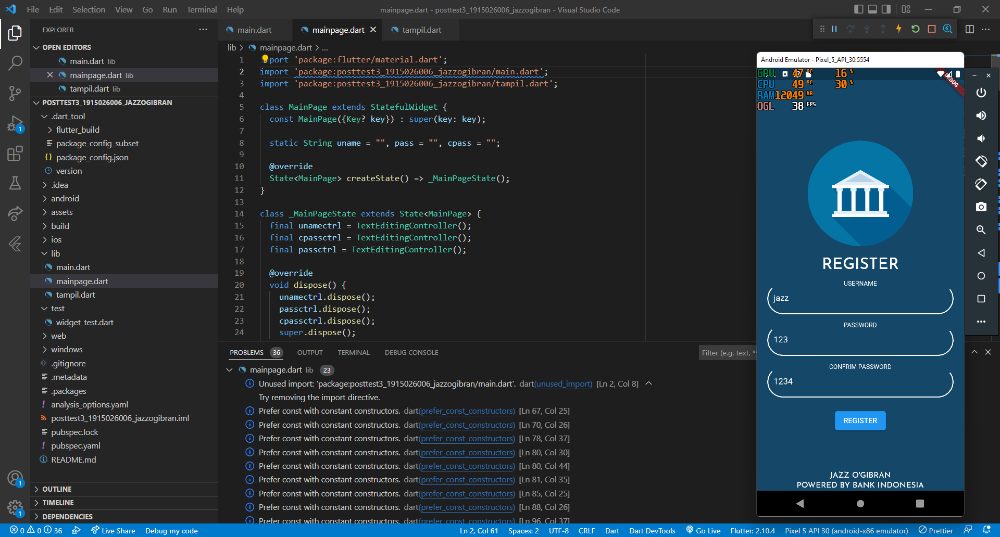 File Edit Selection View Go Run Terminal Help
mainpage.dart - posttest3_1915026006_jazzogibran - Visual Studio Code
EXPLORER
OPEN EDITORS
main.dart lib
mainpage.dart lib
tampil.dart lib
POSTTEST3_1915026006_JAZZOGIBRAN
.dart_tool
flutter_build
package_config_subset
package_config.json
version
.idea
android
assets
build
ios
lib
main.dart
mainpage.dart
tampil.dart
test
widget_test.dart
web
windows
.gitignore
.metadata
.packages
analysis_options.yaml
posttest3_1915026006_jazzogibran.iml
pubspec.lock
pubspec.yaml
README.md
OUTLINE
TIMELINE
DEPENDENCIES
1
1
1
main.dart mainpage.dart tampil.dart
lib > mainpage.dart > ...
1 import 'package:flutter/material.dart';
2 import 'package:posttest3_1915026006_jazzogibran/main.dart';
3 import 'package:posttest3_1915026006_jazzogibran/tampil.dart';
4
5 class MainPage extends StatefulWidget {
6 const MainPage({Key? key}) : super(key: key);
7
8 static String uname = "", pass = "", cpass = "";
9
10 @override
11 State<MainPage> createState() => _MainPageState();
12 }
13
14 class _MainPageState extends State<MainPage> {
15 final unamectrl = TextEditingController();
16 final cpassctrl = TextEditingController();
17 final passctrl = TextEditingController();
18
19 @override
20 void dispose() {
21 unamectrl.dispose();
22 passctrl.dispose();
23 cpassctrl.dispose();
24 super.dispose();
PROBLEMS 36 OUTPUT TERMINAL DEBUG CONSOLE
Filter (e.g. text, **
mainpage.dart lib 23
Unused import: 'package:posttest3_1915026006_jazzogibran/main.dart'. dart(unused_import) [Ln 2, Col 8]
Try removing the import directive.
Prefer const with constant constructors. dart(prefer_const_constructors) [Ln 67, Col 25]
Prefer const with constant constructors. dart(prefer_const_constructors) [Ln 70, Col 26]
Prefer const with constant constructors. dart(prefer_const_constructors) [Ln 78, Col 37]
Prefer const with constant constructors. dart(prefer_const_constructors) [Ln 80, Col 30]
Prefer const with constant constructors. dart(prefer_const_constructors) [Ln 80, Col 44]
Prefer const with constant constructors. dart(prefer_const_constructors) [Ln 81, Col 35]
Prefer const with constant constructors. dart(prefer_const_constructors) [Ln 85, Col 25]
Prefer const with constant constructors. dart(prefer_const_constructors) [Ln 88, Col 26]
Prefer const with constant constructors. dart(prefer_const_constructors) [Ln 96, Col 37]
Android Emulator - Pixel_5_API_30:5554
GPU 47 °C 16 %
CPU 49 °C 30 %
RAM 12049 MB
OGL 38 FPS
DEBUG
REGISTER
USERNAME
jazz
PASSWORD
123
CONFRIM PASSWORD
1234
REGISTER
JAZZ O'GIBRAN
POWERED BY BANK INDONESIA
0 0 36 Live Share Debug my code Ln 2, Col 61 Spaces: 2 UTF-8 CRLF Dart Dart DevTools Go Live Flutter: 2.10.4 Pixel 5 API 30 (android-x86 emulator) Prettier